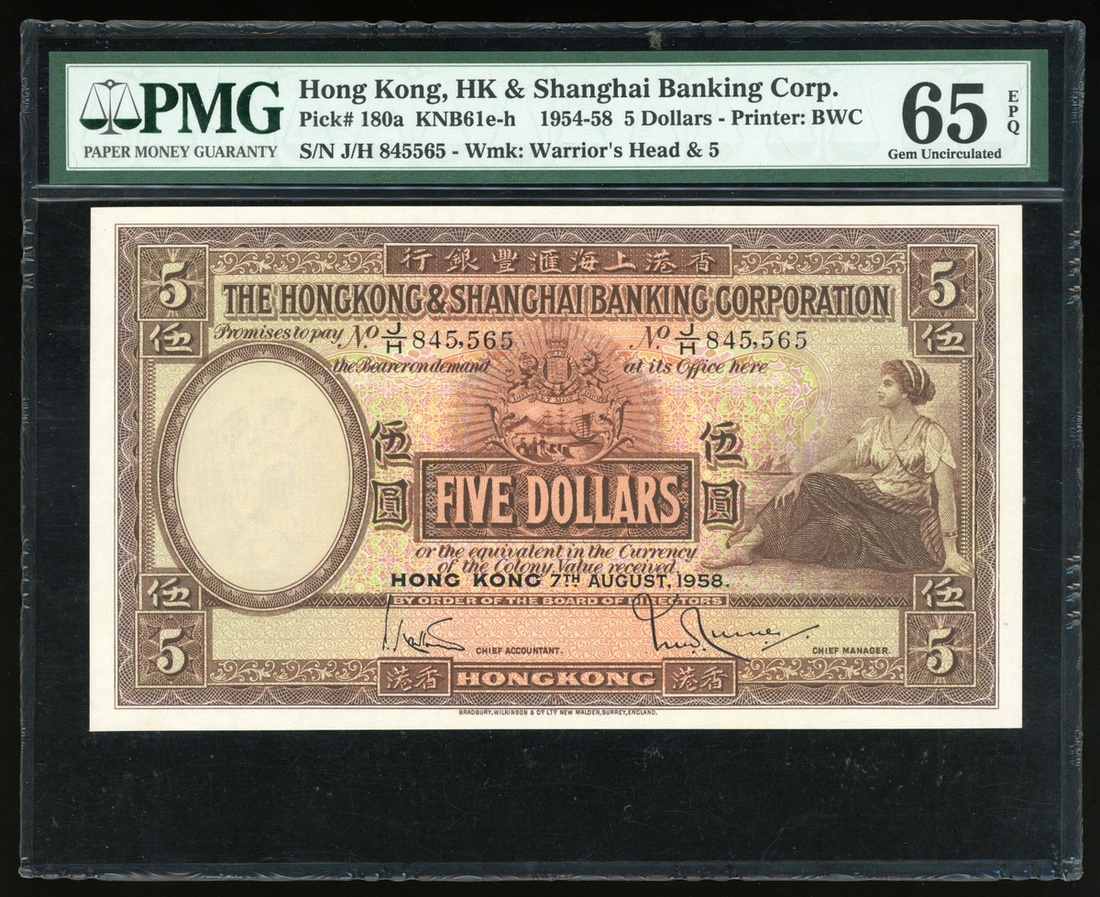 PMG
PAPER MONEY GUARANTY
Hong Kong, HK & Shanghai Banking Corp.
Pick# 180a KNB61e-h 1954-58 5 Dollars - Printer: BWC
S/N J/H 845565 - Wmk: Warrior's Head & 5
65 EPQ
Gem Uncirculated
行銀豐滙海上港香
5 5
THE HONGKONG & SHANGHAI BANKING CORPORATION
伍 伍
Promises to pay No. J/H 845,565 No. J/H 845,565
the Bearer on demand at its Office here
伍 伍
圓 圓
FIVE DOLLARS
or the equivalent in the Currency
of the Colony Value received
HONG KONG 7TH AUGUST, 1958.
伍 伍
BY ORDER OF THE BOARD OF DIRECTORS
CHIEF ACCOUNTANT. CHIEF MANAGER.
5 5
港香 HONGKONG 港香
BRADBURY, WILKINSON & Co. LTD. NEW MALDEN, SURREY, ENGLAND.